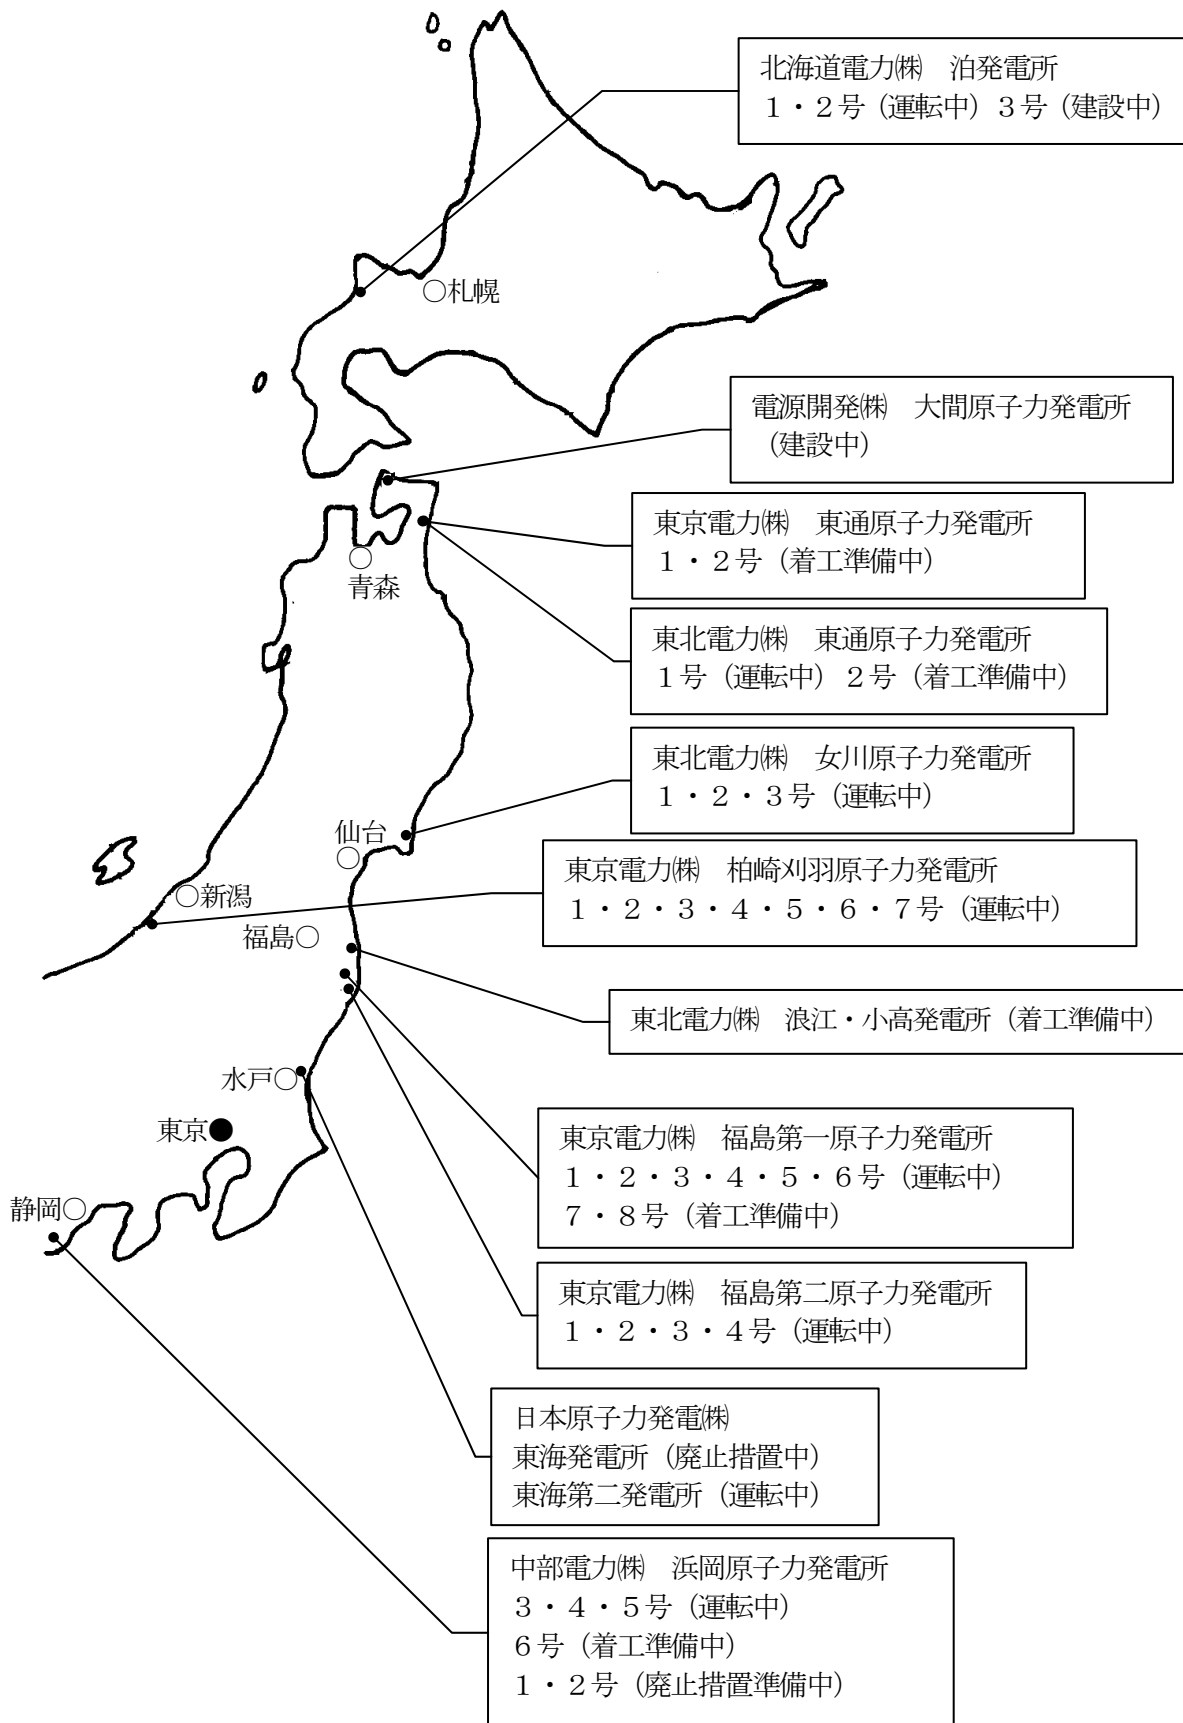 北海道電力㈱　泊発電所
１・２号（運転中）３号（建設中）
○札幌
電源開発㈱　大間原子力発電所
（建設中）
東京電力㈱　東通原子力発電所
１・２号（着工準備中）
○
青森
東北電力㈱　東通原子力発電所
１号（運転中）２号（着工準備中）
東北電力㈱　女川原子力発電所
１・２・３号（運転中）
仙台
○
東京電力㈱　柏崎刈羽原子力発電所
１・２・３・４・５・６・７号（運転中）
○新潟
福島○
東北電力㈱　浪江・小高発電所（着工準備中）
水戸○
東京●
東京電力㈱　福島第一原子力発電所
１・２・３・４・５・６号（運転中）
７・８号（着工準備中）
静岡○
東京電力㈱　福島第二原子力発電所
１・２・３・４号（運転中）
日本原子力発電㈱
東海発電所（廃止措置中）
東海第二発電所（運転中）
中部電力㈱　浜岡原子力発電所
３・４・５号（運転中）
６号（着工準備中）
１・２号（廃止措置準備中）